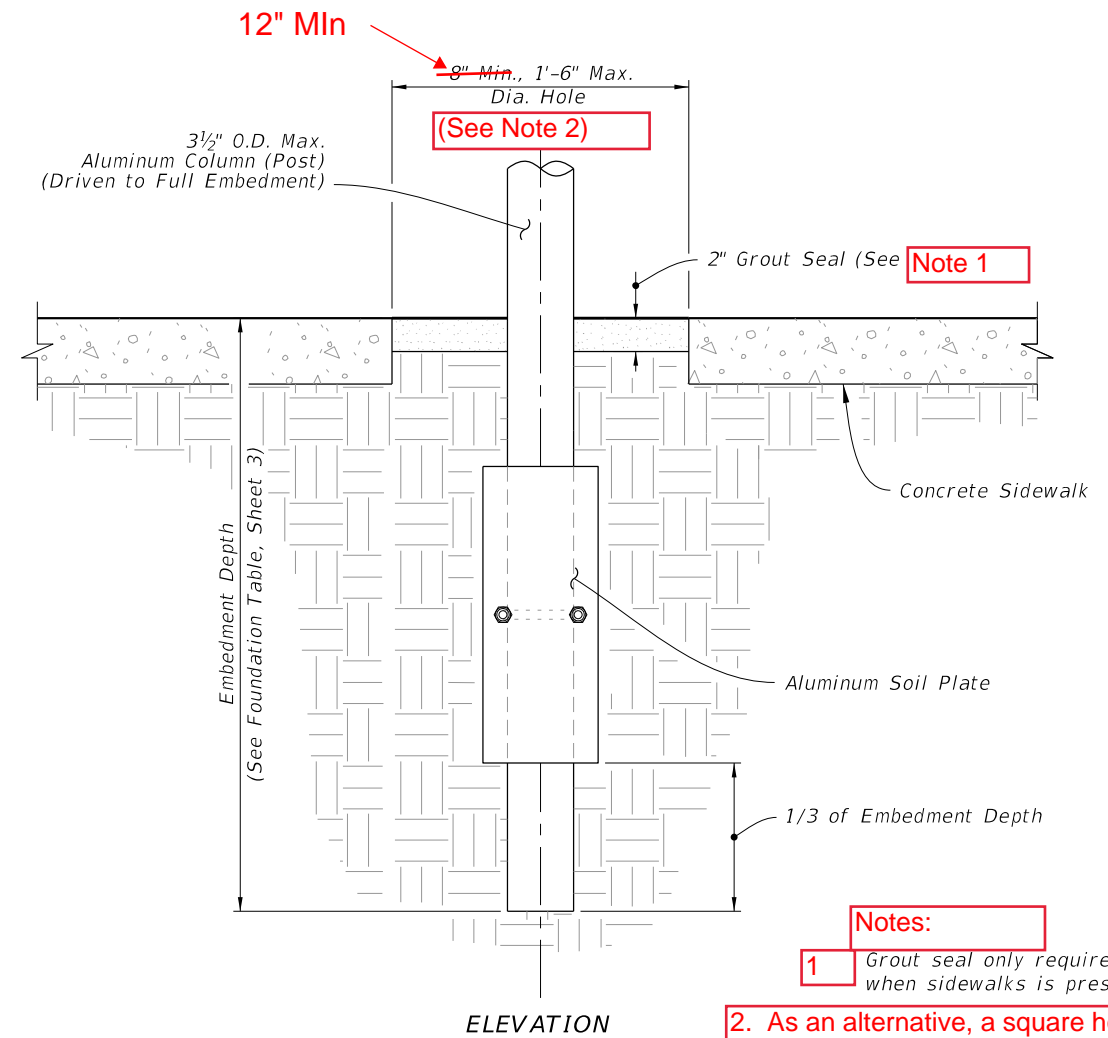 12" MIn
8" Min., 1'-6" Max.
Dia. Hole
(See Note 2)
3½" O.D. Max.
Aluminum Column (Post)
(Driven to Full Embedment)
2" Grout Seal (See Note 1
Concrete Sidewalk
Embedment Depth
(See Foundation Table, Sheet 3)
Aluminum Soil Plate
1/3 of Embedment Depth
Notes:
1 Grout seal only require
when sidewalks is pres
2. As an alternative, a square h
ELEVATION